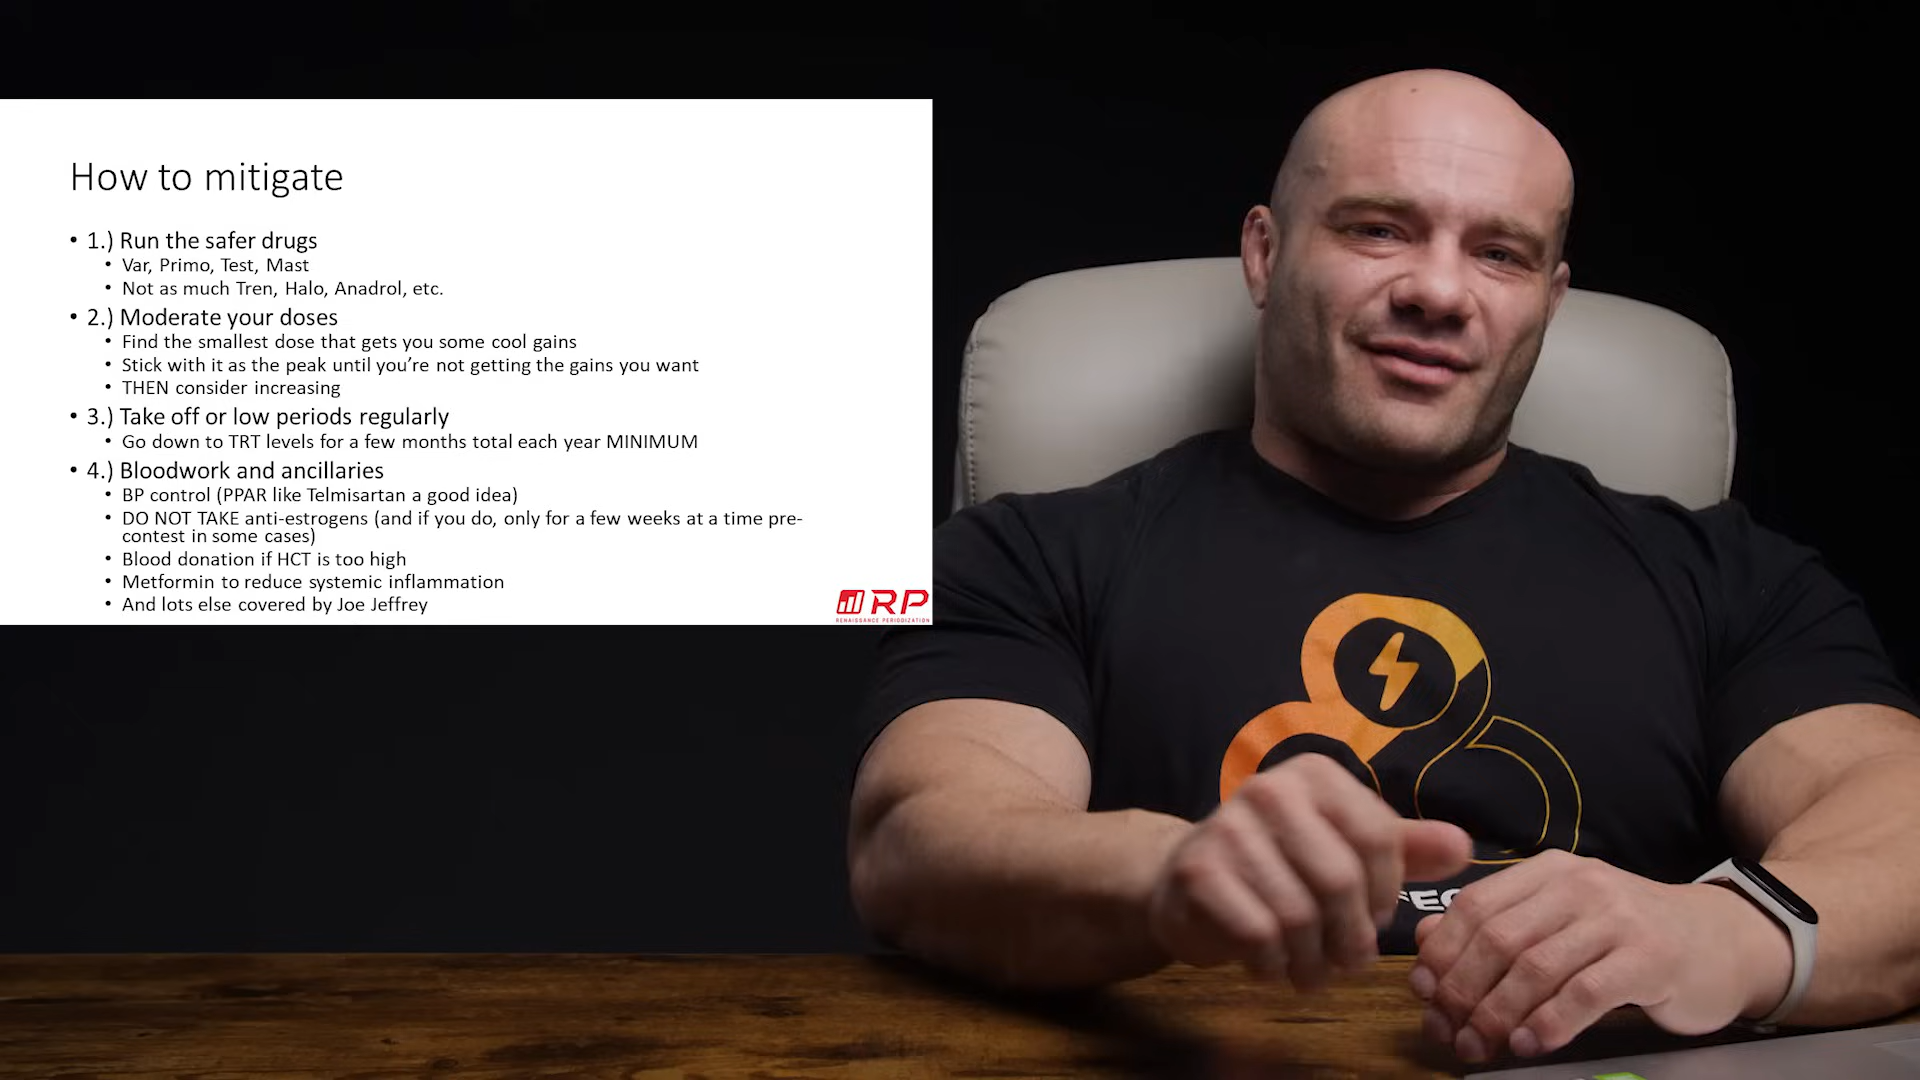 How to mitigate
• 1.) Run the safer drugs
• Var, Primo, Test, Mast
• Not as much Tren, Halo, Anadrol, etc.
• 2.) Moderate your doses
• Find the smallest dose that gets you some cool gains
• Stick with it as the peak until you’re not getting the gains you want
• THEN consider increasing
• 3.) Take off or low periods regularly
• Go down to TRT levels for a few months total each year MINIMUM
• 4.) Bloodwork and ancillaries
• BP control (PPAR like Telmisartan a good idea)
• DO NOT TAKE anti-estrogens (and if you do, only for a few weeks at a time pre-
contest in some cases)
• Blood donation if HCT is too high
• Metformin to reduce systemic inflammation
• And lots else covered by Joe Jeffrey
RP
RENAISSANCE PERIODIZATION